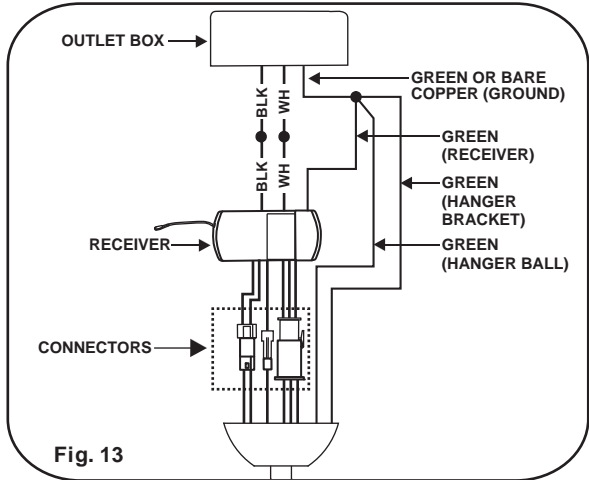 OUTLET BOX
GREEN OR BARE
COPPER (GROUND)
BLK
WH
GREEN
(RECEIVER)
BLK
WH
GREEN
(HANGER
BRACKET)
RECEIVER
GREEN
(HANGER BALL)
CONNECTORS
Fig. 13